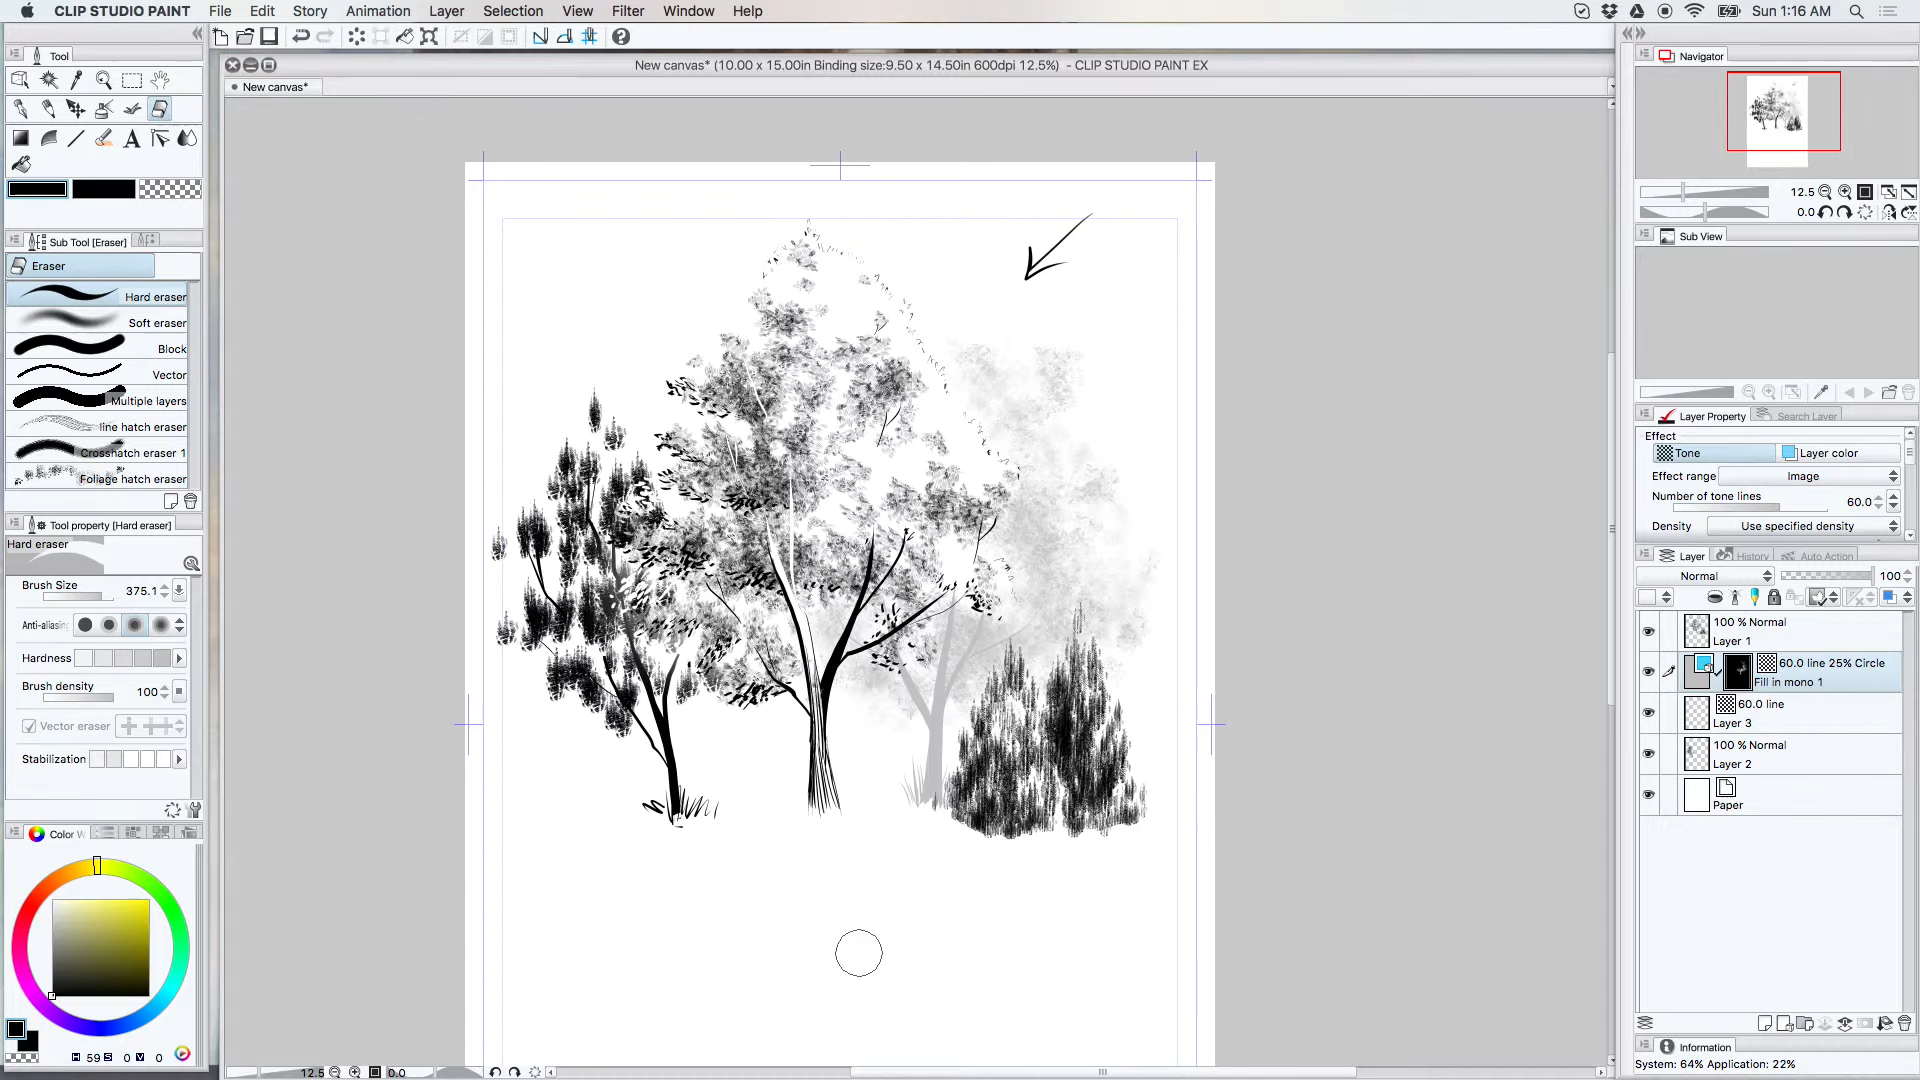 CLIP STUDIO PAINT File Edit Story Animation Layer Selection View Filter Window Help Sun 1:16 AM
New canvas* (10.00 x 15.00in Binding size:9.50 x 14.50in 600dpi 12.5%) - CLIP STUDIO PAINT EX
New canvas*
Tool
Sub Tool [Eraser]
Eraser
Hard eraser
Soft eraser
Block
Vector
Multiple layers
line hatch eraser
Crosshatch eraser 1
Foliage hatch eraser
Tool property [Hard eraser]
Hard eraser
Brush Size 375.1
Anti-aliasing
Hardness
Brush density 100
Vector eraser
Stabilization
Color W
H 59 S 0 V 0
12.5 0.0
Navigator
12.5
0.0
Sub View
Layer Property Search Layer
Effect
Tone Layer color
Effect range Image
Number of tone lines
60.0
Density Use specified density
Layer History Auto Action
Normal 100
100 % Normal
Layer 1
60.0 line 25% Circle
Fill in mono 1
60.0 line
Layer 3
100 % Normal
Layer 2
Paper
Information
System: 64% Application: 22%